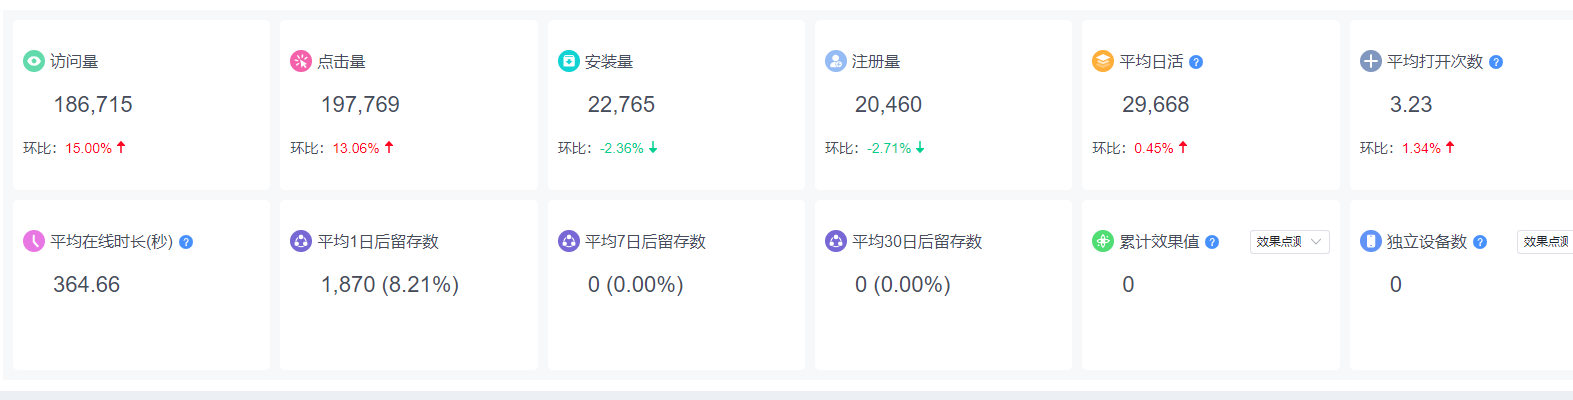 访问量
186,715
环比：15.00%
点击量
197,769
环比：13.06%
安装量
22,765
环比：-2.36%
注册量
20,460
环比：-2.71%
平均日活 ?
29,668
环比：0.45%
平均打开次数 ?
3.23
环比：1.34%
平均在线时长(秒) ?
364.66
平均1日后留存数
1,870 (8.21%)
平均7日后留存数
0 (0.00%)
平均30日后留存数
0 (0.00%)
累计效果值 ? 效果点测
0
独立设备数 ? 效果点测
0